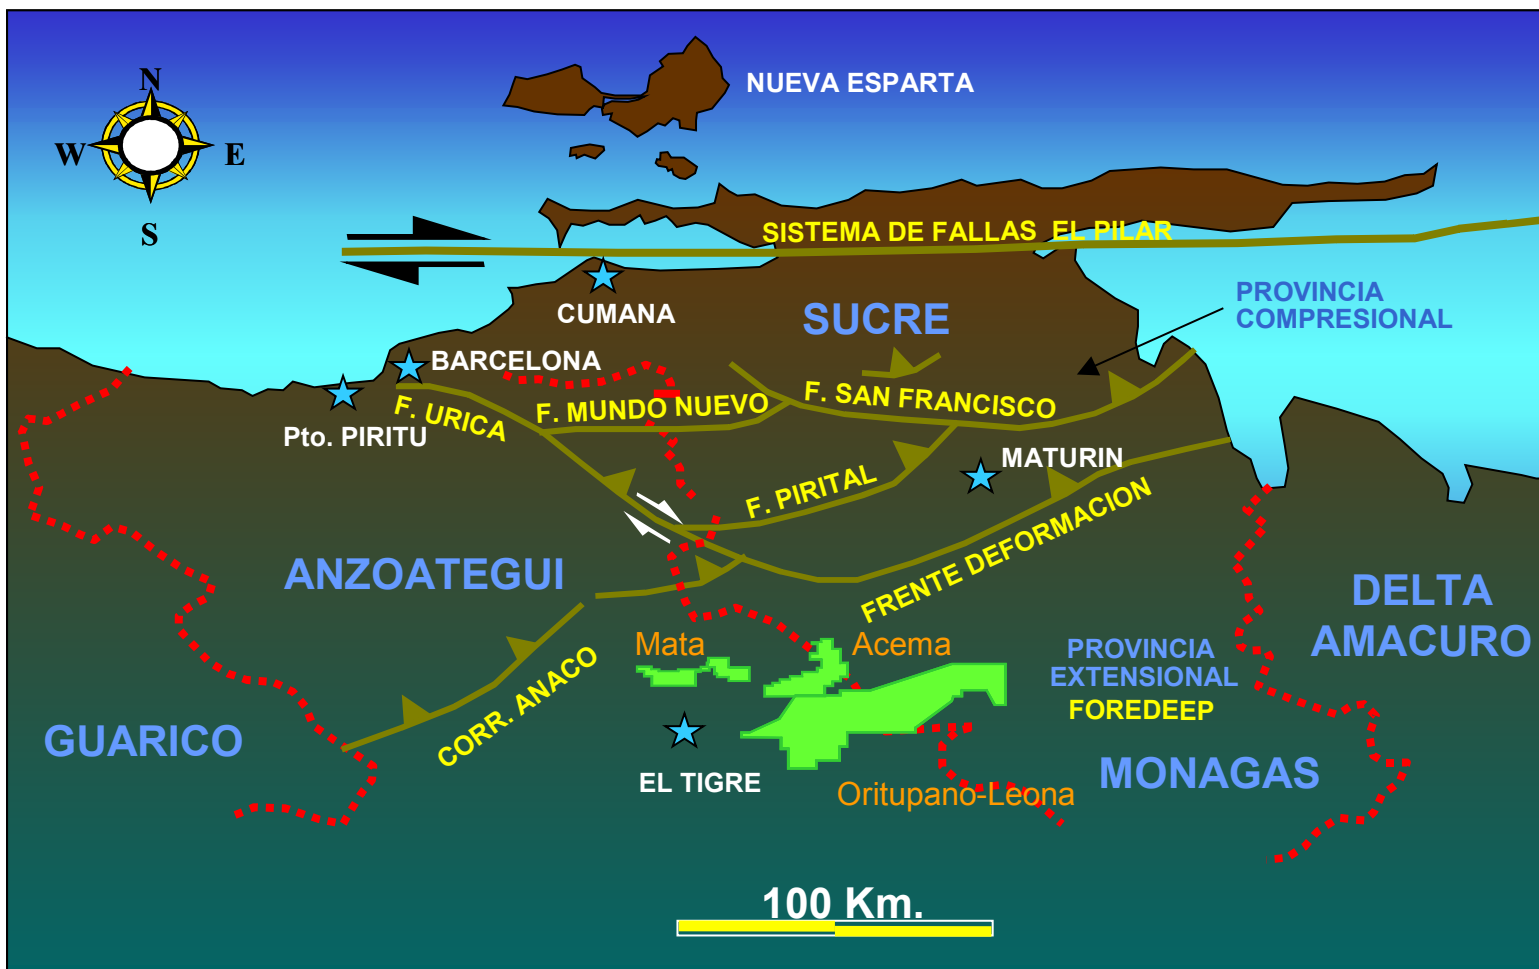 N
W
E
S
NUEVA ESPARTA
SISTEMA DE FALLAS EL PILAR
PROVINCIA
COMPRESIONAL
CUMANA
SUCRE
BARCELONA
F. URICA
F. MUNDO NUEVO
F. SAN FRANCISCO
Pto. PIRITU
MATURIN
F. PIRITAL
FRENTE DEFORMACION
ANZOATEGUI
DELTA
AMACURO
Mata
Acema
PROVINCIA
EXTENSIONAL
FOREDEEP
CORR. ANACO
GUARICO
EL TIGRE
Oritupano-Leona
MONAGAS
100 Km.